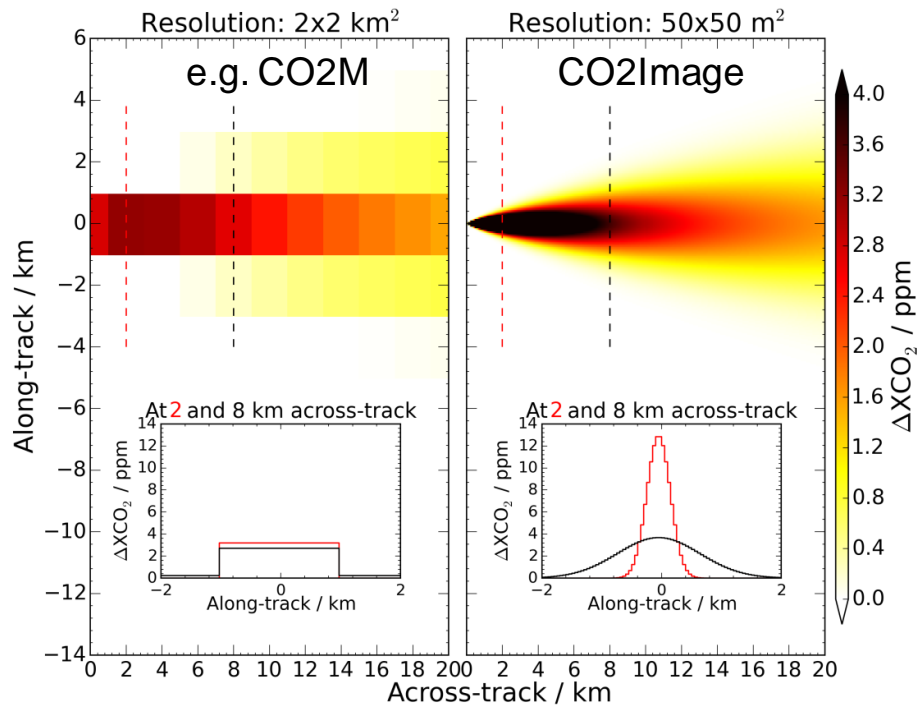 Resolution: 2x2 km²
Resolution: 50x50 m²
e.g. CO2M
CO2Image
Along-track / km
6
4
2
0
−2
−4
−6
−8
−10
−12
−14
At 2 and 8 km across-track
ΔXCO₂ / ppm
14
12
10
8
6
4
2
0
−2
0
2
Along-track / km
At 2 and 8 km across-track
ΔXCO₂ / ppm
14
12
10
8
6
4
2
0
−2
0
2
Along-track / km
0 2 4 6 8 10 12 14 16 18 20
0 2 4 6 8 10 12 14 16 18 20
Across-track / km
4.0
3.6
3.2
2.8
2.4
2.0
1.6
1.2
0.8
0.4
0.0
ΔXCO₂ / ppm